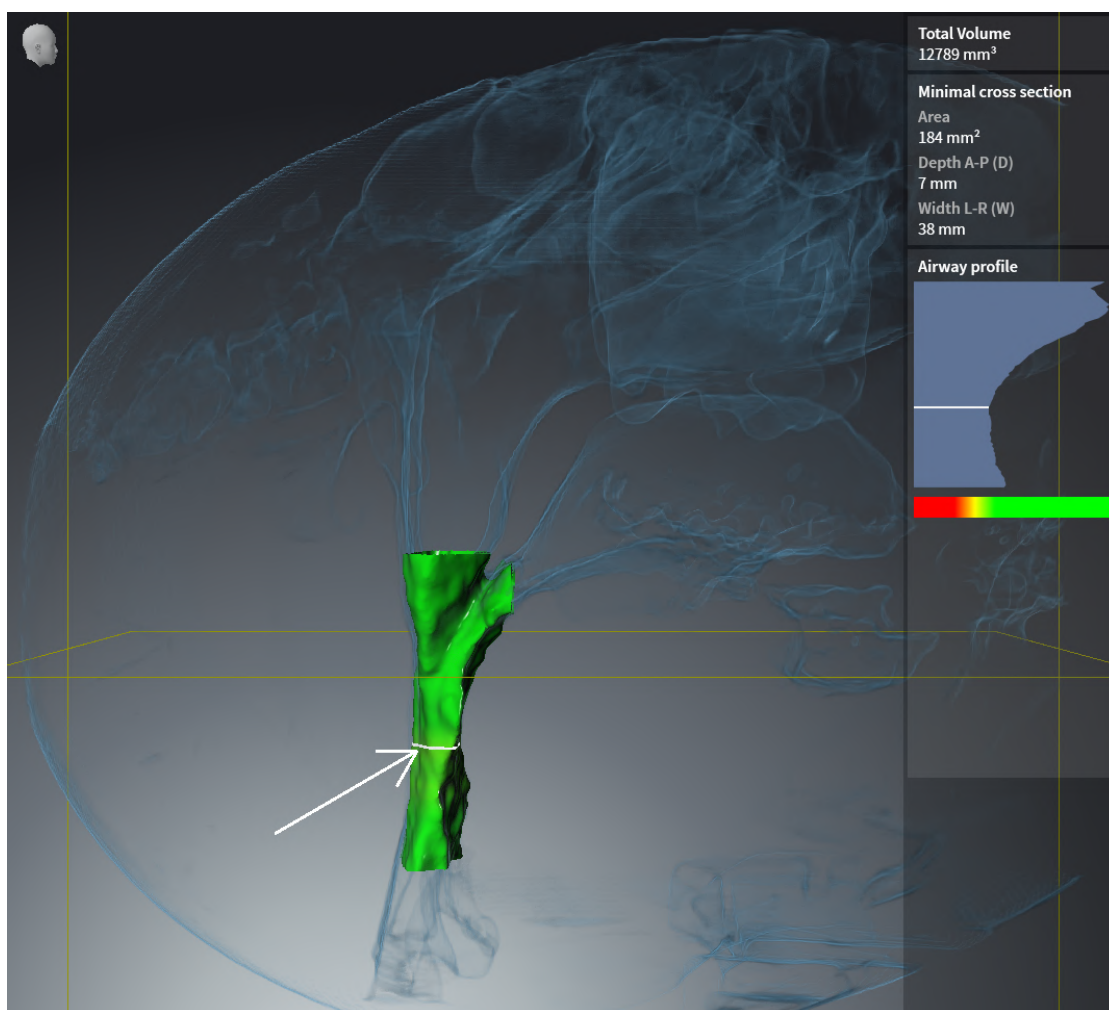 Total Volume
12789 mm³
Minimal cross section
Area
184 mm²
Depth A-P (D)
7 mm
Width L-R (W)
38 mm
Airway profile